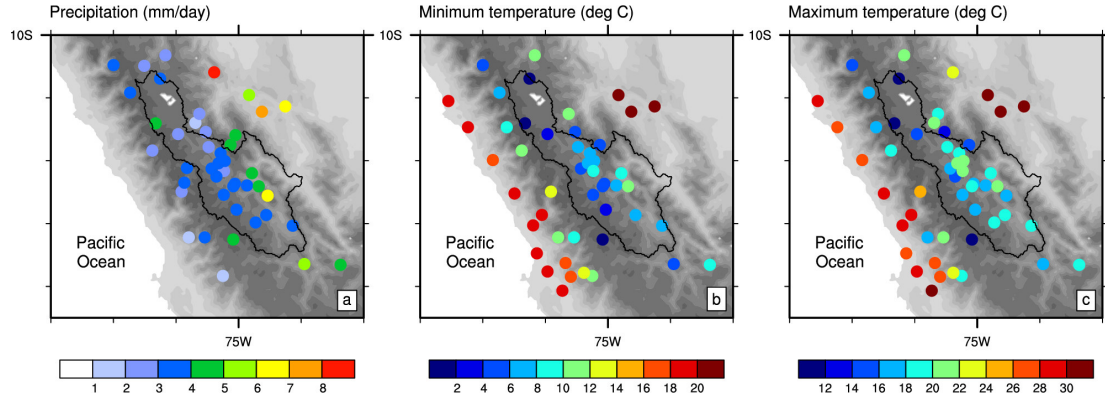 Precipitation (mm/day)
10S
Pacific
Ocean
a
75W
1 2 3 4 5 6 7 8
Minimum temperature (deg C)
10S
Pacific
Ocean
b
75W
2 4 6 8 10 12 14 16 18 20
Maximum temperature (deg C)
10S
Pacific
Ocean
c
75W
12 14 16 18 20 22 24 26 28 30